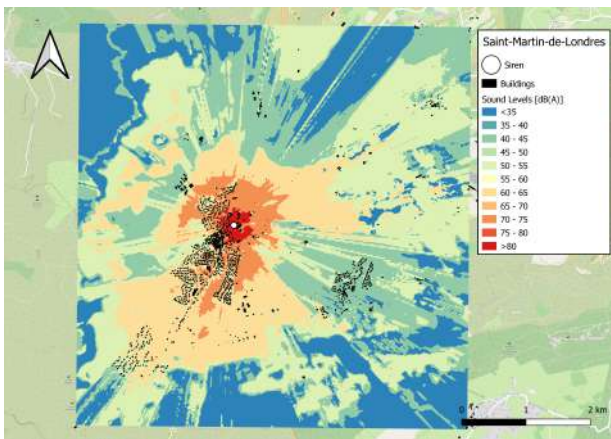 Saint-Martin-de-Londres
Siren
Buildings
Sound Levels [dB(A)]
<35
35 - 40
40 - 45
45 - 50
50 - 55
55 - 60
60 - 65
65 - 70
70 - 75
75 - 80
>80
0 1 2 km